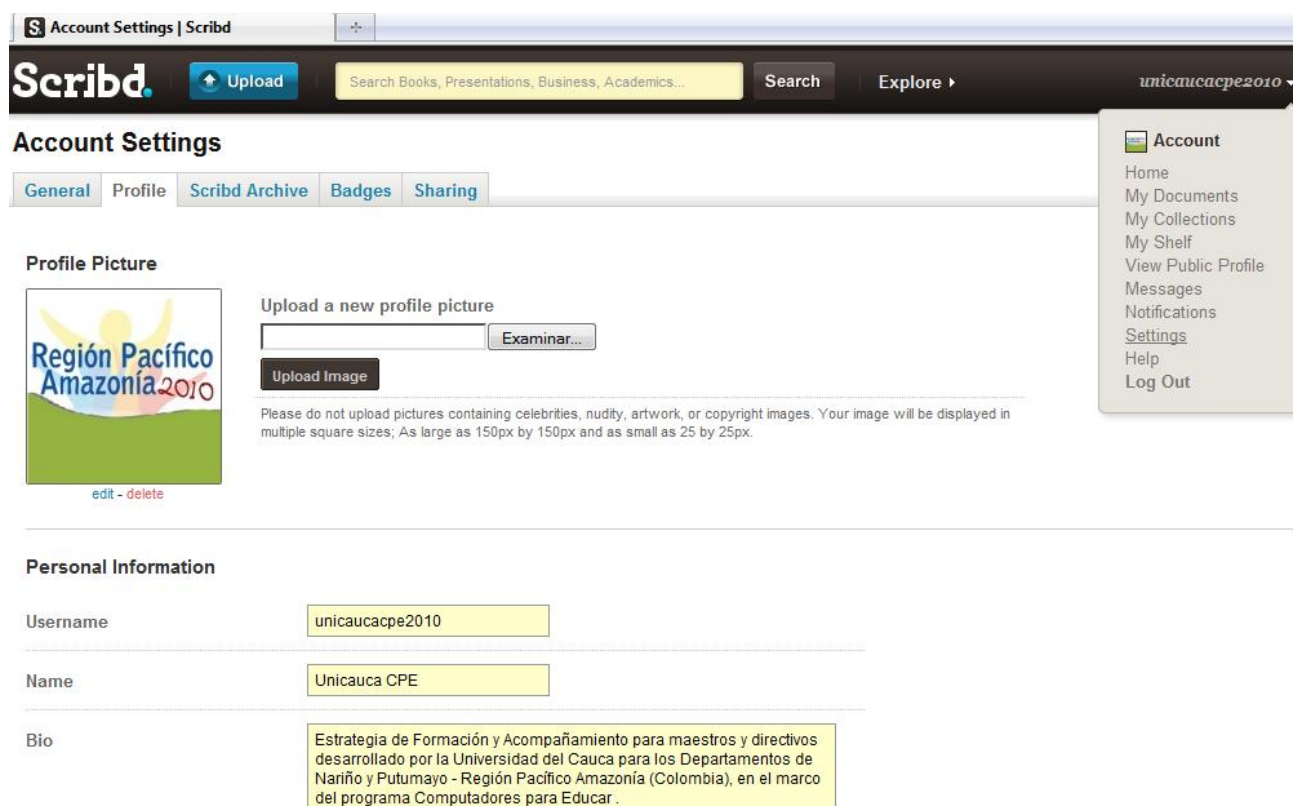 Account Settings | Scribd
Scribd.
Upload
Search Books, Presentations, Business, Academics...
Search
Explore
unicaucacpe2010
Account Settings
General Profile Scribd Archive Badges Sharing
Account
Home
My Documents
My Collections
My Shelf
View Public Profile
Messages
Notifications
Settings
Help
Log Out
Profile Picture
Región Pacífico
Amazonía 2010
edit - delete
Upload a new profile picture
Examinar...
Upload Image
Please do not upload pictures containing celebrities, nudity, artwork, or copyright images. Your image will be displayed in
multiple square sizes; As large as 150px by 150px and as small as 25 by 25px.
Personal Information
Username unicaucacpe2010
Name Unicauca CPE
Bio
Estrategia de Formación y Acompañamiento para maestros y directivos
desarrollado por la Universidad del Cauca para los Departamentos de
Nariño y Putumayo - Región Pacífico Amazonía (Colombia), en el marco
del programa Computadores para Educar .